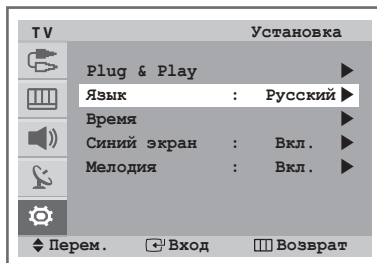 TV Установка
Plug & Play
Язык : Русский
Время
Синий экран : Вкл.
Мелодия : Вкл.
Перем. Вход Возврат